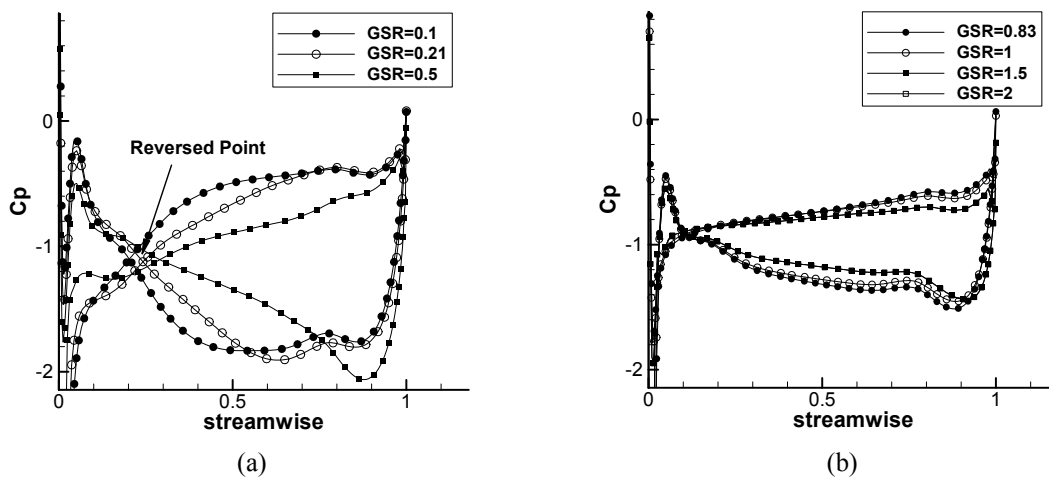 GSR=0.1
GSR=0.21
GSR=0.5
0
-1
-2
Cp
Reversed Point
0
0.5
1
streamwise
(a)
GSR=0.83
GSR=1
GSR=1.5
GSR=2
0
-1
-2
Cp
0
0.5
1
streamwise
(b)